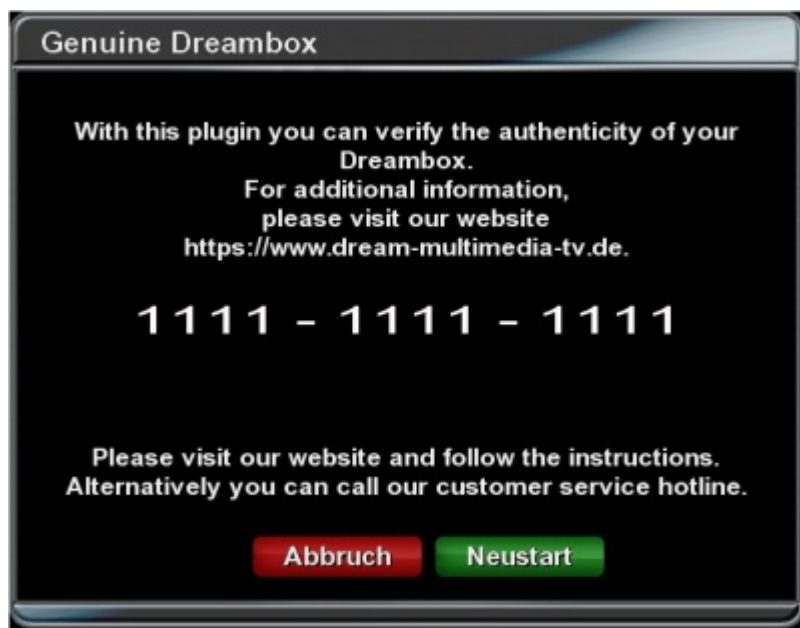 Genuine Dreambox
With this plugin you can verify the authenticity of your
Dreambox.
For additional information,
please visit our website
https://www.dream-multimedia-tv.de.
1111 - 1111 - 1111
Please visit our website and follow the instructions.
Alternatively you can call our customer service hotline.
Abbruch Neustart